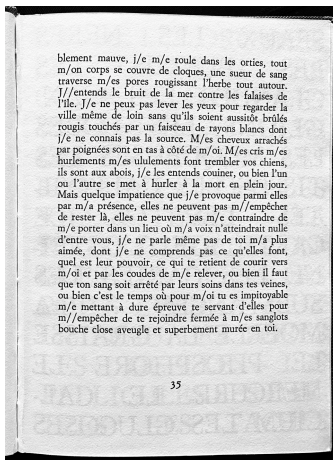 blement mauve, j/e m/e roule dans les orties, tout
m/on corps se couvre de cloques, une sueur de sang
traverse m/es pores rougissant l'herbe tout autour.
J//entends le bruit de la mer contre les falaises de
l'île. J/e ne peux pas lever les yeux pour regarder la
ville même de loin sans qu'ils soient aussitôt brûlés
rougis touchés par un faisceau de rayons blancs dont
j/e ne connais pas la source. M/es cheveux arrachés
par poignées sont en tas à côté de m/oi. M/es cris m/es
hurlements m/es ululements font trembler vos chiens,
ils sont aux abois, j/e les entends couiner, ou bien l'un
ou l'autre se met à hurler à la mort en plein jour.
Mais quelque impatience que j/e provoque parmi elles
par m/a présence, elles ne peuvent pas m//empêcher
de rester là, elles ne peuvent pas m/e contraindre de
m/e porter dans un lieu où m/a voix n'atteindrait nulle
d'entre vous, j/e ne parle même pas de toi m/a plus
aimée, dont j/e ne comprends pas ce qu'elles font,
quel est leur pouvoir, ce qui te retient de courir vers
m/oi et par les coudes de m/e relever, ou bien il faut
que ton sang soit arrêté par leurs soins dans tes veines,
ou bien c'est le temps où pour m/oi tu es impitoyable
m/e mettant à dure épreuve te servant d'elles pour
m//empêcher de te rejoindre fermée à m/es sanglots
bouche close aveugle et superbement murée en toi.
35